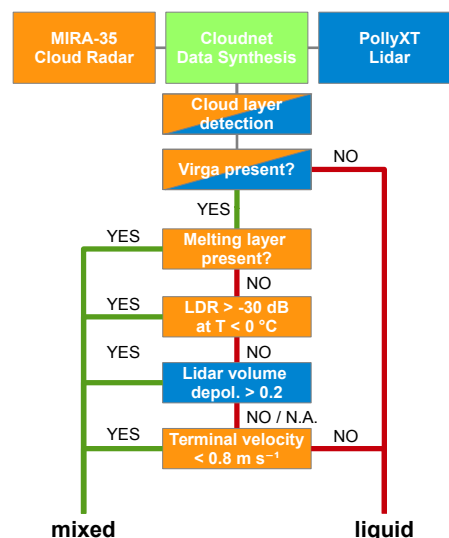 MIRA-35
Cloud Radar
Cloudnet
Data Synthesis
PollyXT
Lidar
Cloud layer
detection
Virga present?
NO
YES
YES
Melting layer
present?
NO
YES
LDR > -30 dB
at T < 0 °C
YES
NO
Lidar volume
depol. > 0.2
NO / N.A.
YES
Terminal velocity
< 0.8 m s⁻¹
NO
mixed
liquid